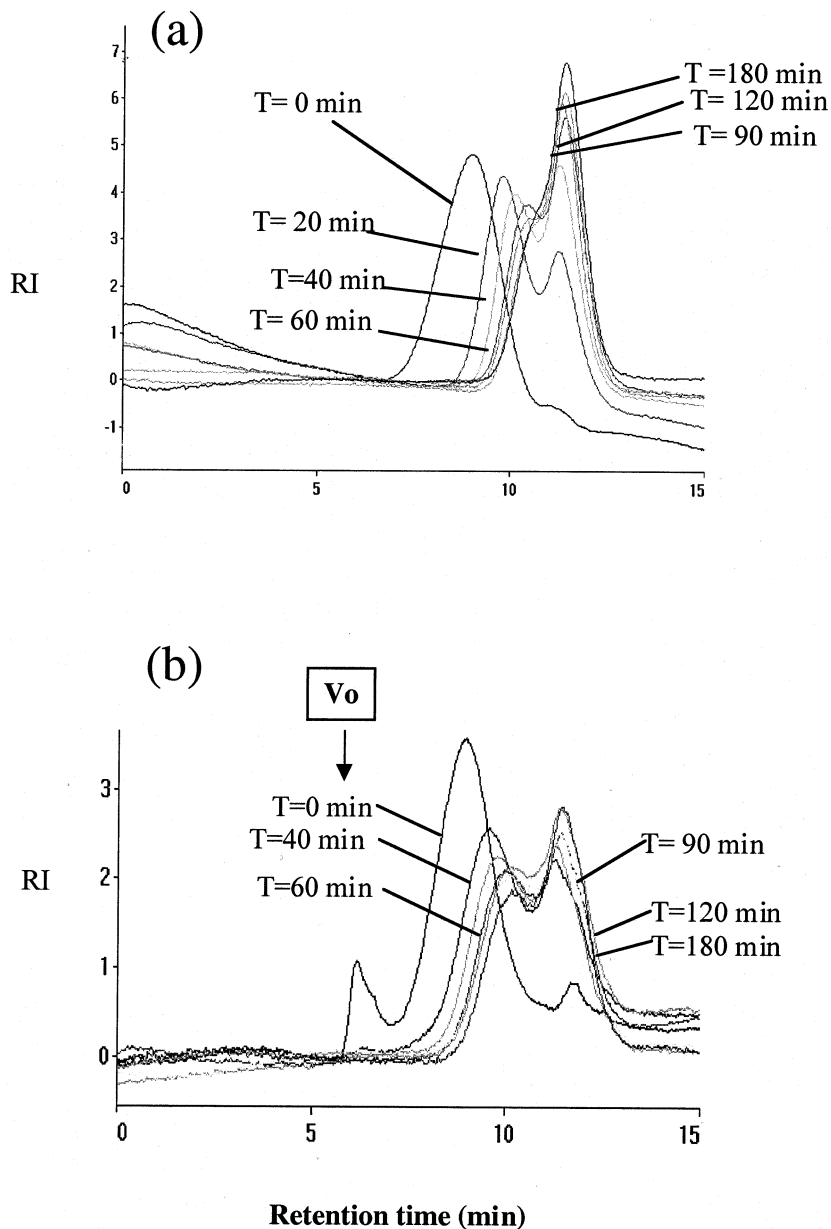 (a)
7
T =180 min
6
T= 0 min
T= 120 min
5
T= 90 min
4
T= 20 min
3
RI
T=40 min
2
T= 60 min
1
0
-1
0 5 10 15
(b)
Vo
3
T=0 min
T=40 min
T= 90 min
RI
2
T=60 min
T=120 min
T=180 min
1
0
0 5 10 15
Retention time (min)